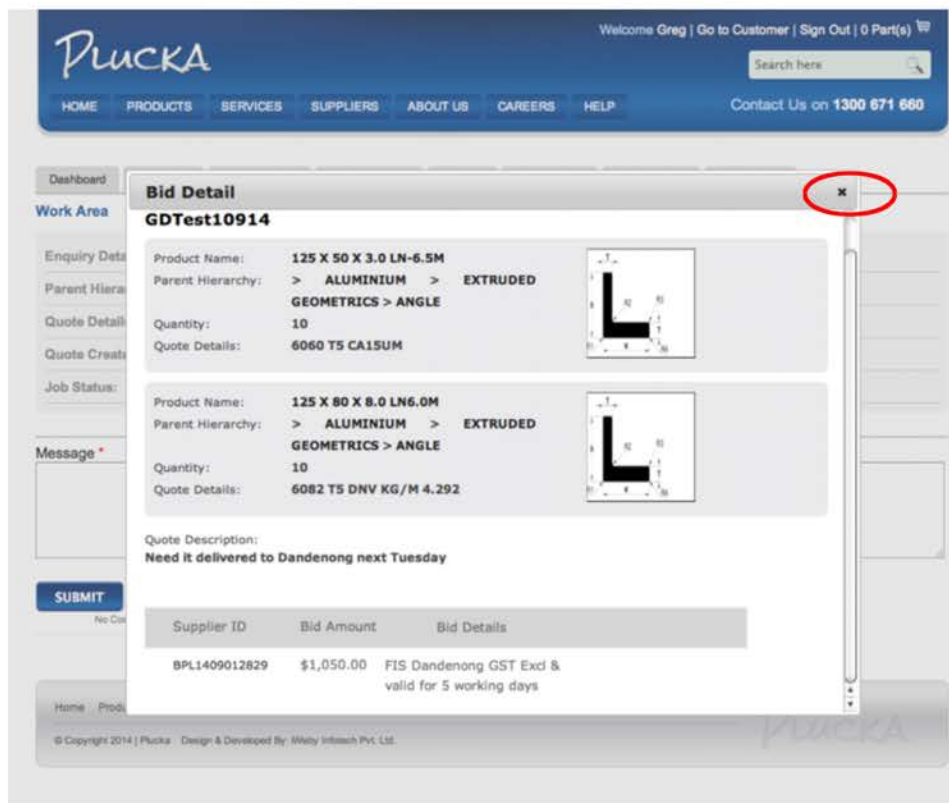 Welcome Greg | Go to Customer | Sign Out | 0 Part(s)
PLUCKA
Search here
HOME PRODUCTS SERVICES SUPPLIERS ABOUT US CAREERS HELP
Contact Us on 1300 671 660
Dashboard
Work Area
Enquiry Deta
Parent Hiera
Quote Detail
Quote Creat
Job Status:
Message *
SUBMIT
Bid Detail
GDTest10914
Product Name: 125 X 50 X 3.0 LN-6.5M
Parent Hierarchy: > ALUMINIUM > EXTRUDED
GEOMETRICS > ANGLE
Quantity: 10
Quote Details: 6060 T5 CA15UM
Product Name: 125 X 80 X 8.0 LN6.0M
Parent Hierarchy: > ALUMINIUM > EXTRUDED
GEOMETRICS > ANGLE
Quantity: 10
Quote Details: 6082 T5 DNV KG/M 4.292
Quote Description:
Need it delivered to Dandenong next Tuesday
Supplier ID Bid Amount Bid Details
BPL1409012829 $1,050.00 FIS Dandenong GST Excl &
valid for 5 working days
Home Produ
© Copyright 2014 | Plucka Design & Developed By: Infotech Pvt. Ltd.
PLUCKA